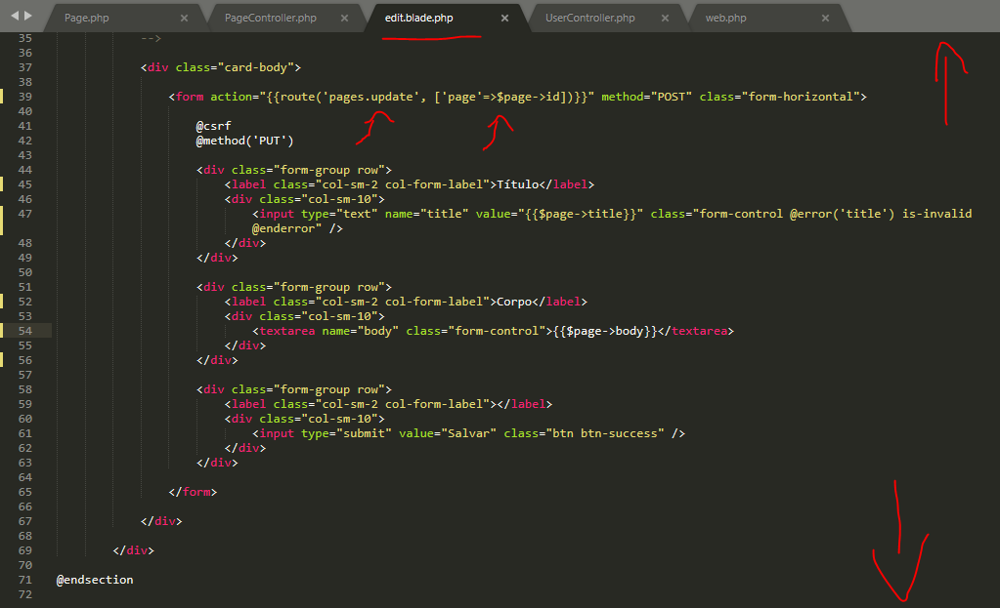 Page.php × PageController.php × edit.blade.php × UserController.php × web.php ×
35 -->
36
37 <div class="card-body">
38
39 <form action="{{route('pages.update', ['page'=>$page->id])}}" method="POST" class="form-horizontal">
40
41 @csrf
42 @method('PUT')
43
44 <div class="form-group row">
45 <label class="col-sm-2 col-form-label">Título</label>
46 <div class="col-sm-10">
47 <input type="text" name="title" value="{{$page->title}}" class="form-control @error('title') is-invalid
@enderror" />
48 </div>
49 </div>
50
51 <div class="form-group row">
52 <label class="col-sm-2 col-form-label">Corpo</label>
53 <div class="col-sm-10">
54 <textarea name="body" class="form-control">{{$page->body}}</textarea>
55 </div>
56 </div>
57
58 <div class="form-group row">
59 <label class="col-sm-2 col-form-label"></label>
60 <div class="col-sm-10">
61 <input type="submit" value="Salvar" class="btn btn-success" />
62 </div>
63 </div>
64
65 </form>
66
67 </div>
68
69 </div>
70
71 @endsection
72